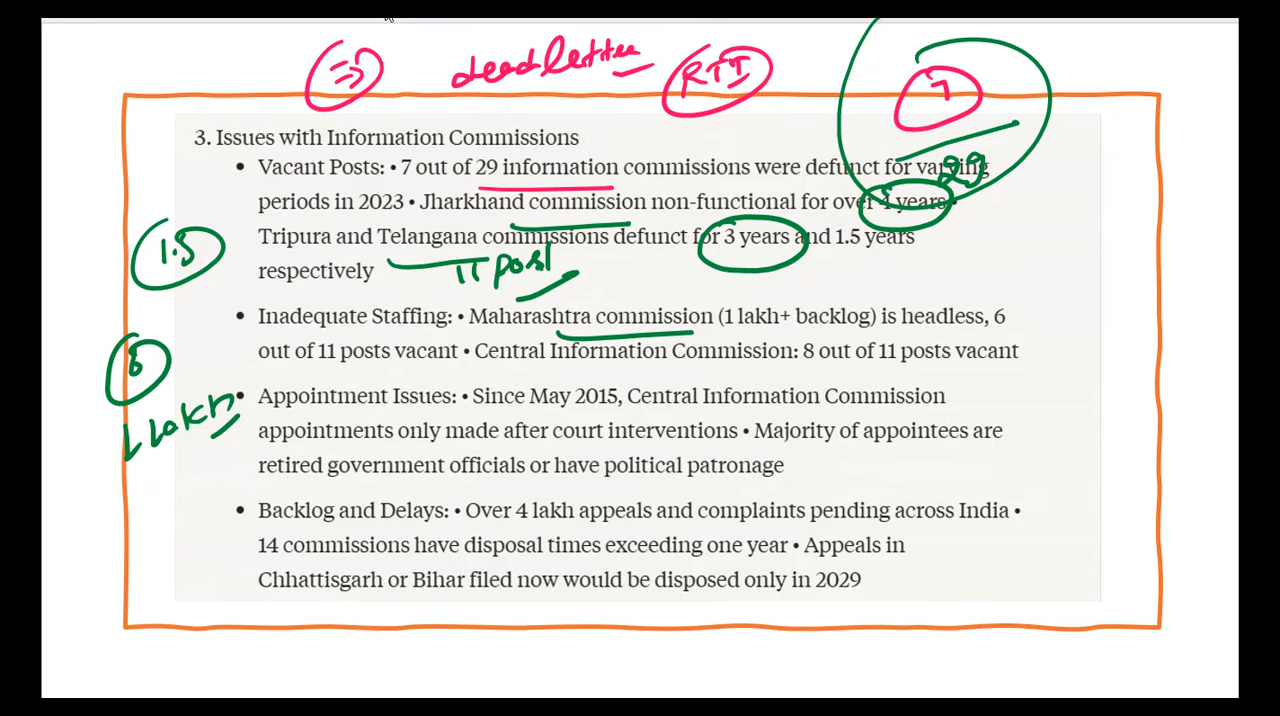 => dead letter RTI 7
3. Issues with Information Commissions
• Vacant Posts: • 7 out of 29 information commissions were defunct for varying
29
periods in 2023 • Jharkhand commission non-functional for over 4 years •
1.5
Tripura and Telangana commissions defunct for 3 years and 1.5 years
respectively
post
• Inadequate Staffing: • Maharashtra commission (1 lakh+ backlog) is headless, 6
out of 11 posts vacant • Central Information Commission: 8 out of 11 posts vacant
8
• Appointment Issues: • Since May 2015, Central Information Commission
1 lakh
appointments only made after court interventions • Majority of appointees are
retired government officials or have political patronage
• Backlog and Delays: • Over 4 lakh appeals and complaints pending across India •
14 commissions have disposal times exceeding one year • Appeals in
Chhattisgarh or Bihar filed now would be disposed only in 2029